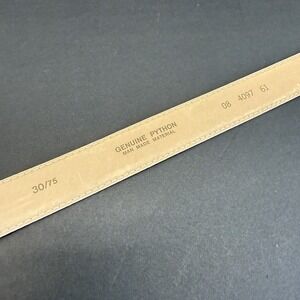 30/75
GENUINE PYTHON
MAN MADE MATERIAL
08 4097 61